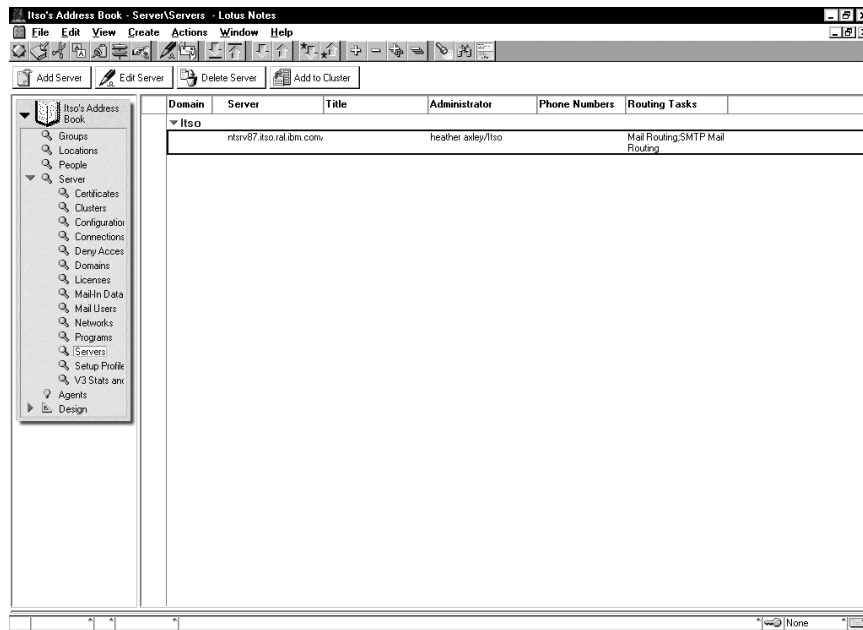 Itso's Address Book - Server\Servers - Lotus Notes
File Edit View Create Actions Window Help
Add Server Edit Server Delete Server Add to Cluster
Itso's Address
Book
Groups
Locations
People
Server
Certificates
Clusters
Configuration
Connections
Deny Acces
Domains
Licenses
Mail-In Data
Mail Users
Networks
Programs
Servers
Setup Profile
V3 Stats and
Agents
Design
Domain Server Title Administrator Phone Numbers Routing Tasks
Itso
ntsrv87.itso.ral.ibm.com/ heather axley/Itso Mail Routing;SMTP Mail
Routing
None